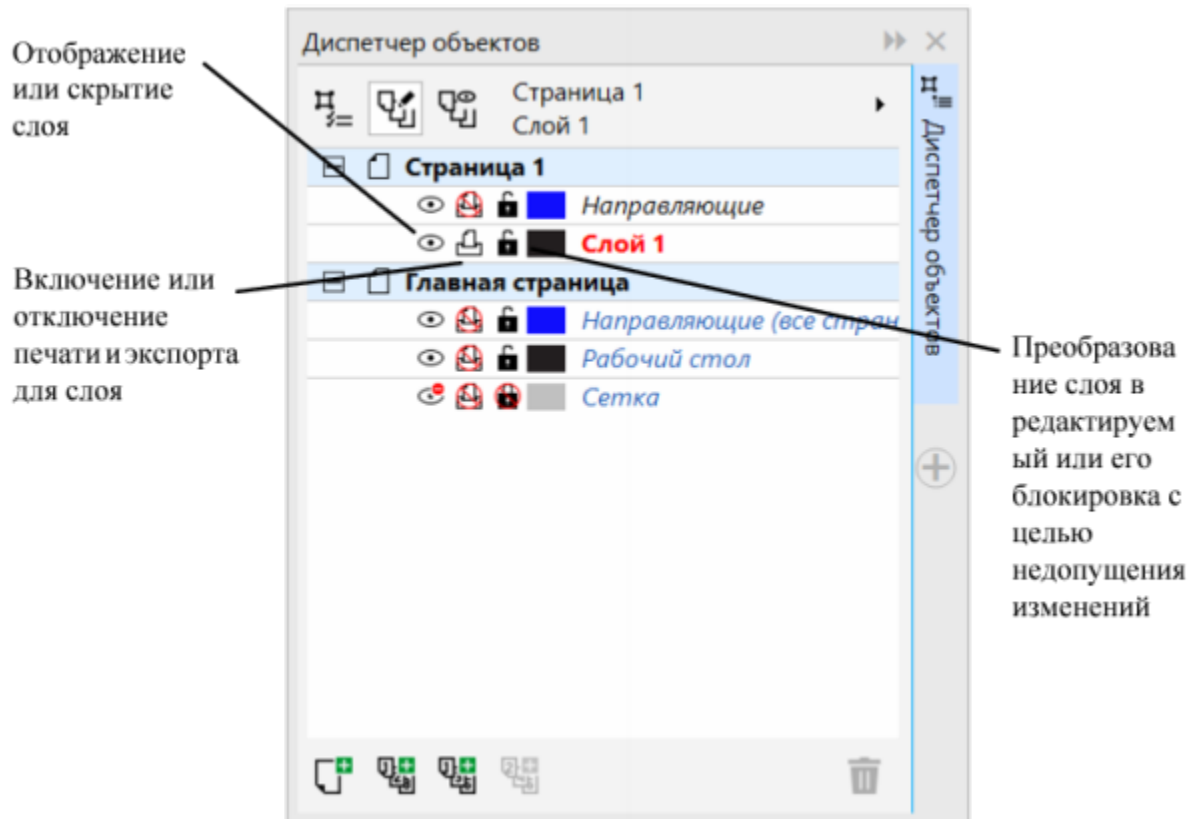 Отображение
или скрытие
слоя
Включение или
отключение
печати и экспорта
для слоя
Диспетчер объектов
Страница 1
Слой 1
Страница 1
Направляющие
Слой 1
Главная страница
Направляющие (все стран
Рабочий стол
Сетка
Диспетчер объектов
Преобразова
ние слоя в
редактируем
ый или его
блокировка с
целью
недопущения
изменений